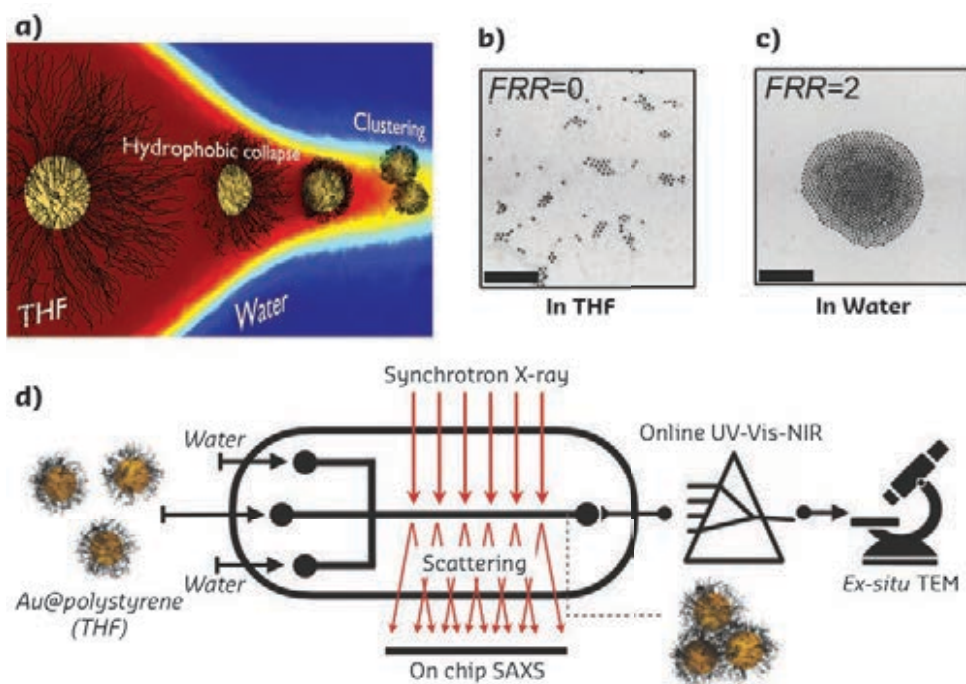 a)
Hydrophobic collapse
Clustering
THF
Water
b)
FRR=0
In THF
c)
FRR=2
In Water
d)
Synchrotron X-ray
Online UV-Vis-NIR
Water
Scattering
Water
Au@polystyrene
(THF)
Ex-situ TEM
On chip SAXS